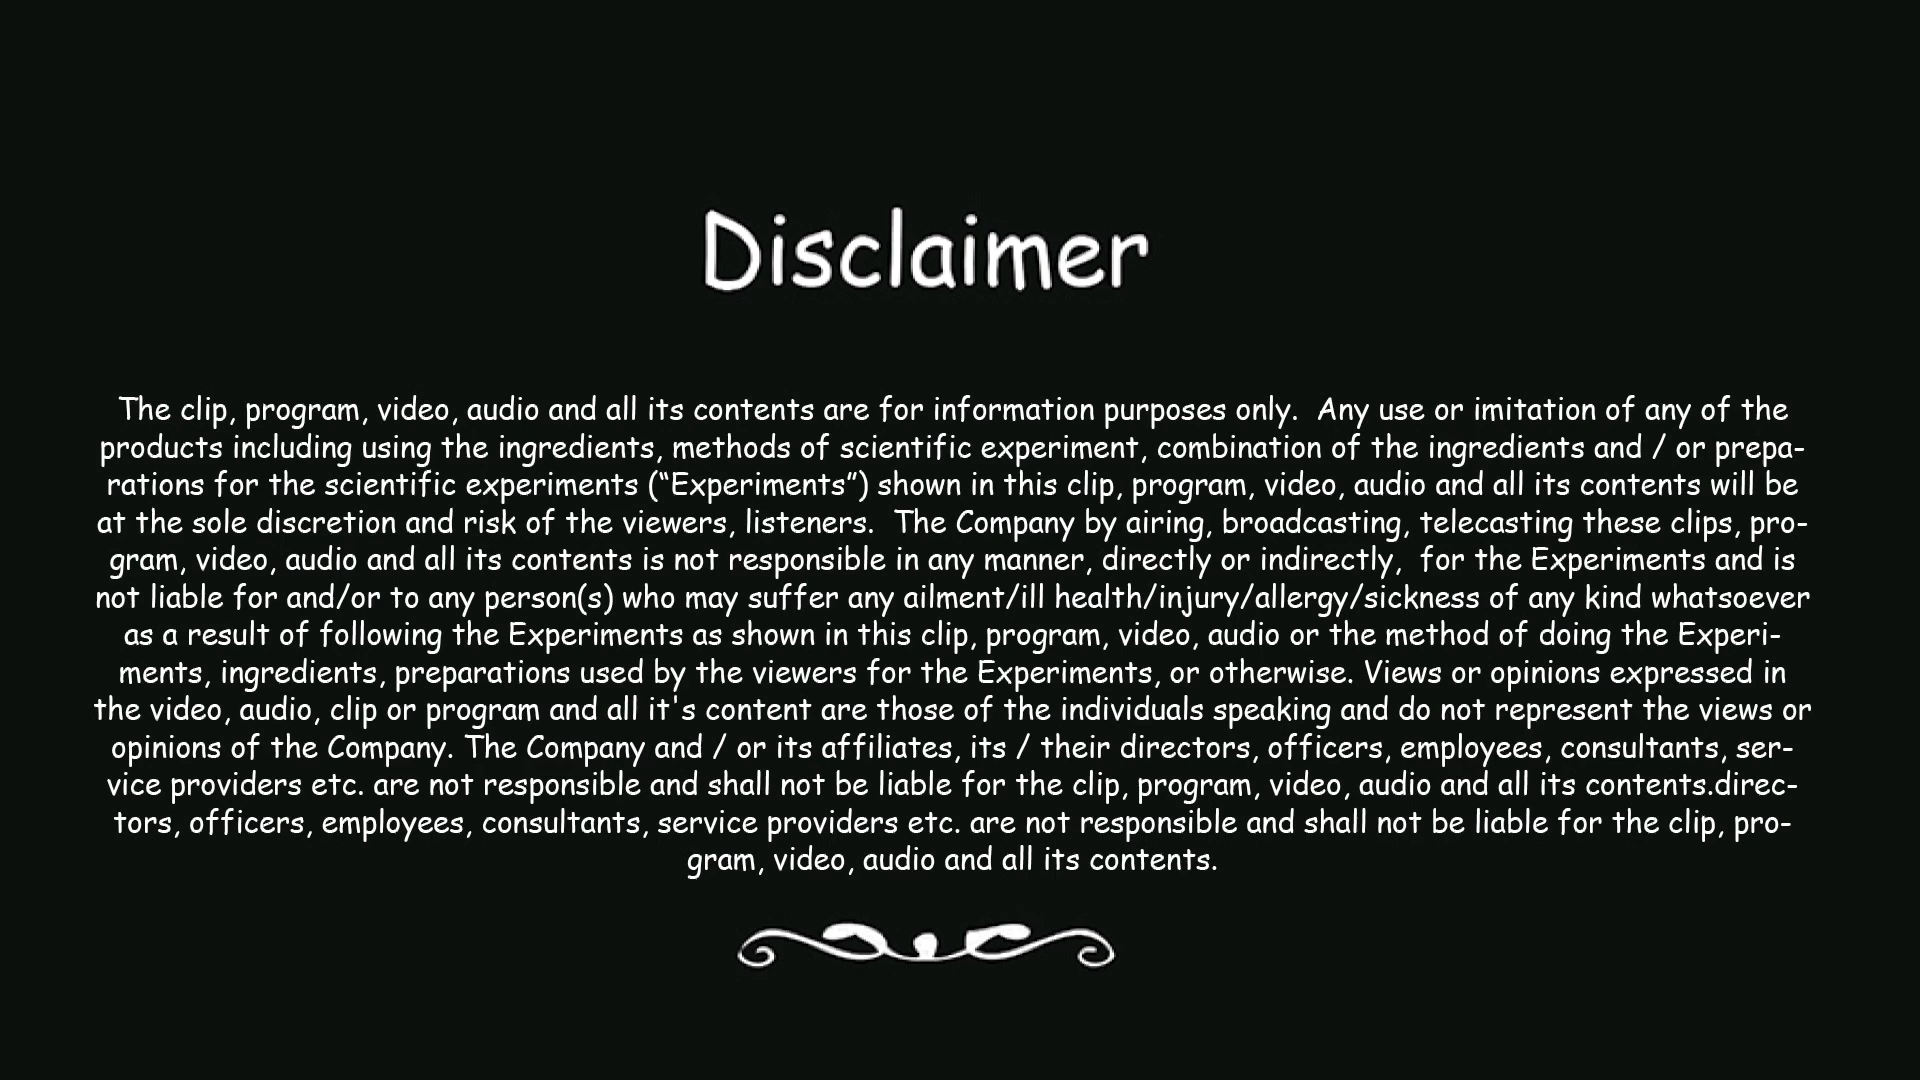 Disclaimer
The clip, program, video, audio and all its contents are for information purposes only.  Any use or imitation of any of the
products including using the ingredients, methods of scientific experiment, combination of the ingredients and / or prepa-
rations for the scientific experiments (“Experiments”) shown in this clip, program, video, audio and all its contents will be
at the sole discretion and risk of the viewers, listeners.  The Company by airing, broadcasting, telecasting these clips, pro-
gram, video, audio and all its contents is not responsible in any manner, directly or indirectly,  for the Experiments and is
not liable for and/or to any person(s) who may suffer any ailment/ill health/injury/allergy/sickness of any kind whatsoever
as a result of following the Experiments as shown in this clip, program, video, audio or the method of doing the Experi-
ments, ingredients, preparations used by the viewers for the Experiments, or otherwise. Views or opinions expressed in
the video, audio, clip or program and all it's content are those of the individuals speaking and do not represent the views or
opinions of the Company. The Company and / or its affiliates, its / their directors, officers, employees, consultants, ser-
vice providers etc. are not responsible and shall not be liable for the clip, program, video, audio and all its contents.direc-
tors, officers, employees, consultants, service providers etc. are not responsible and shall not be liable for the clip, pro-
gram, video, audio and all its contents.